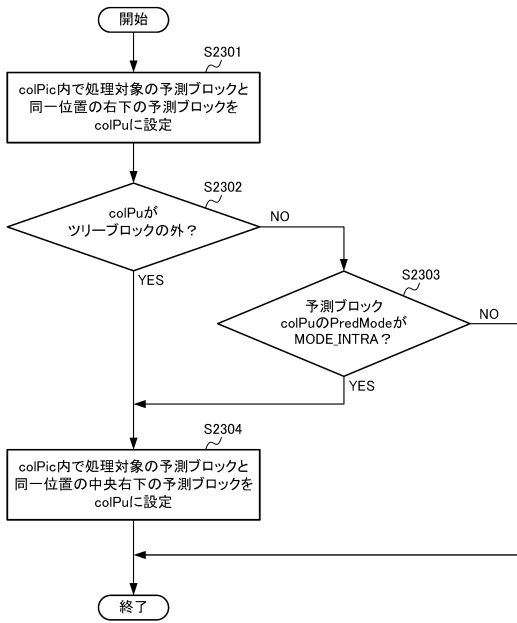 開始
S2301
colPic内で処理対象の予測ブロックと
同一位置の右下の予測ブロックを
colPuに設定
S2302
colPuが
ツリーブロックの外？
NO
YES
S2303
予測ブロック
colPuのPredModeが
MODE_INTRA？
NO
YES
S2304
colPic内で処理対象の予測ブロックと
同一位置の中央右下の予測ブロックを
colPuに設定
終了